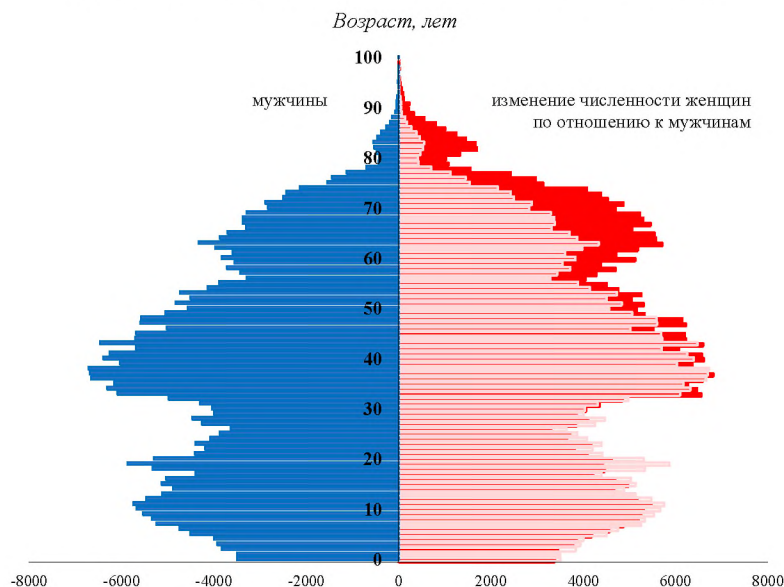 Возраст, лет
100
мужчины
90
изменение численности женщин
по отношению к мужчинам
80
70
60
50
40
30
20
10
0
-8000 -6000 -4000 -2000 0 2000 4000 6000 8000